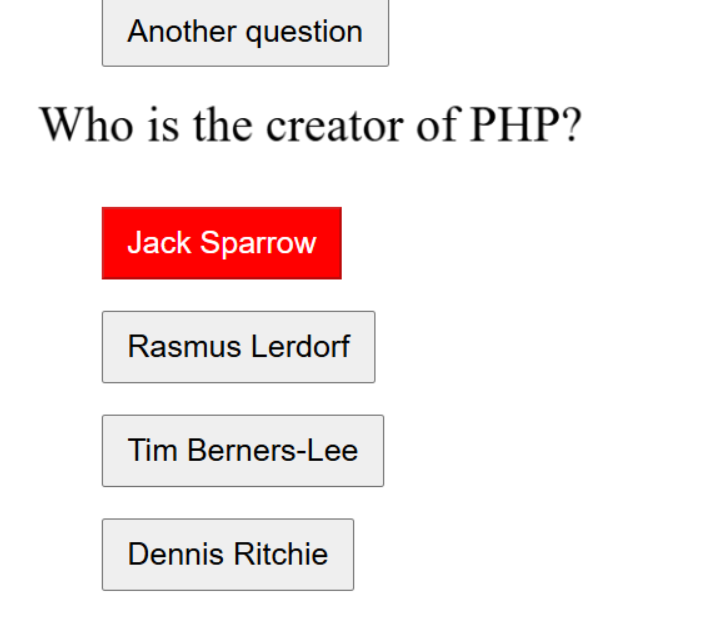 Another question
Who is the creator of PHP?
Jack Sparrow
Rasmus Lerdorf
Tim Berners-Lee
Dennis Ritchie